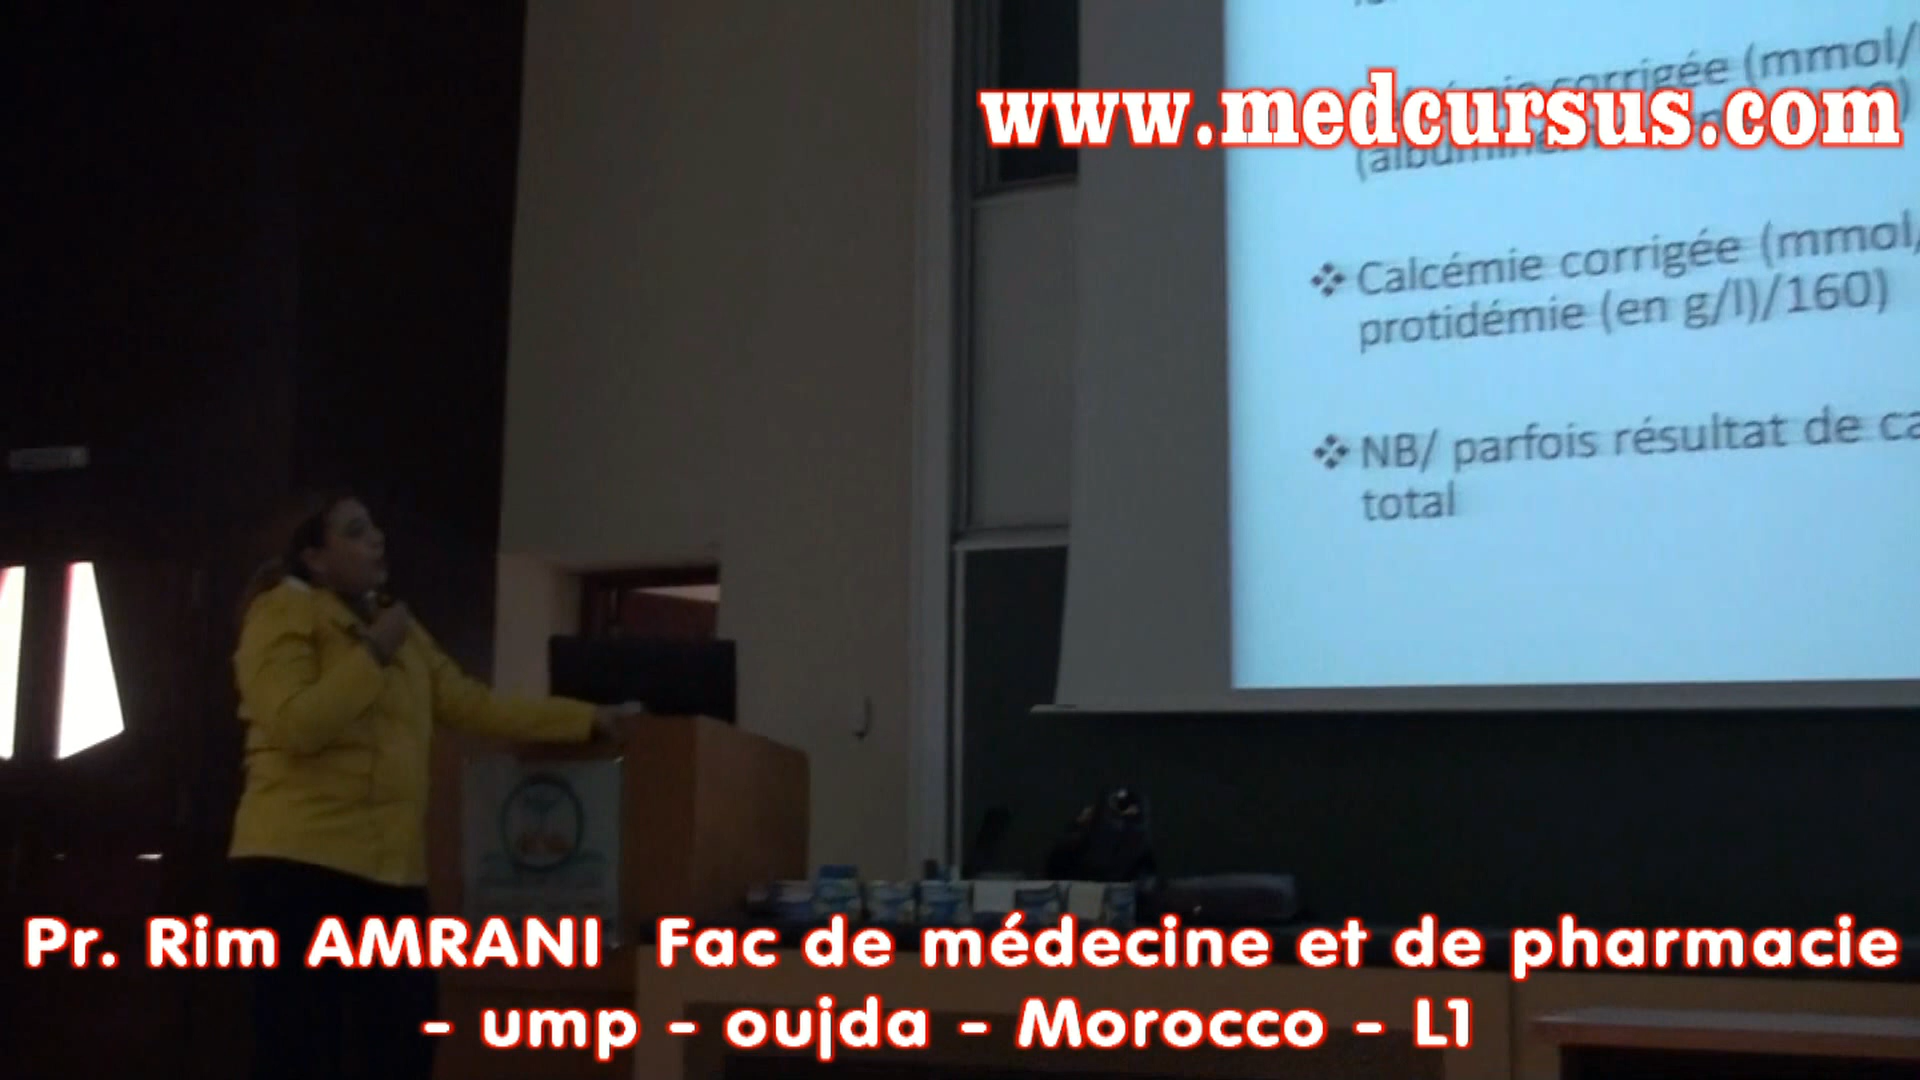 corrigée (mmol/
www.medcursus.com
Calcémie corrigée (mmol/
protidémie (en g/l)/160)
NB/ parfois résultat de ca
total
Pr. Rim AMRANI Fac de médecine et de pharmacie
- ump - oujda - Morocco - L1